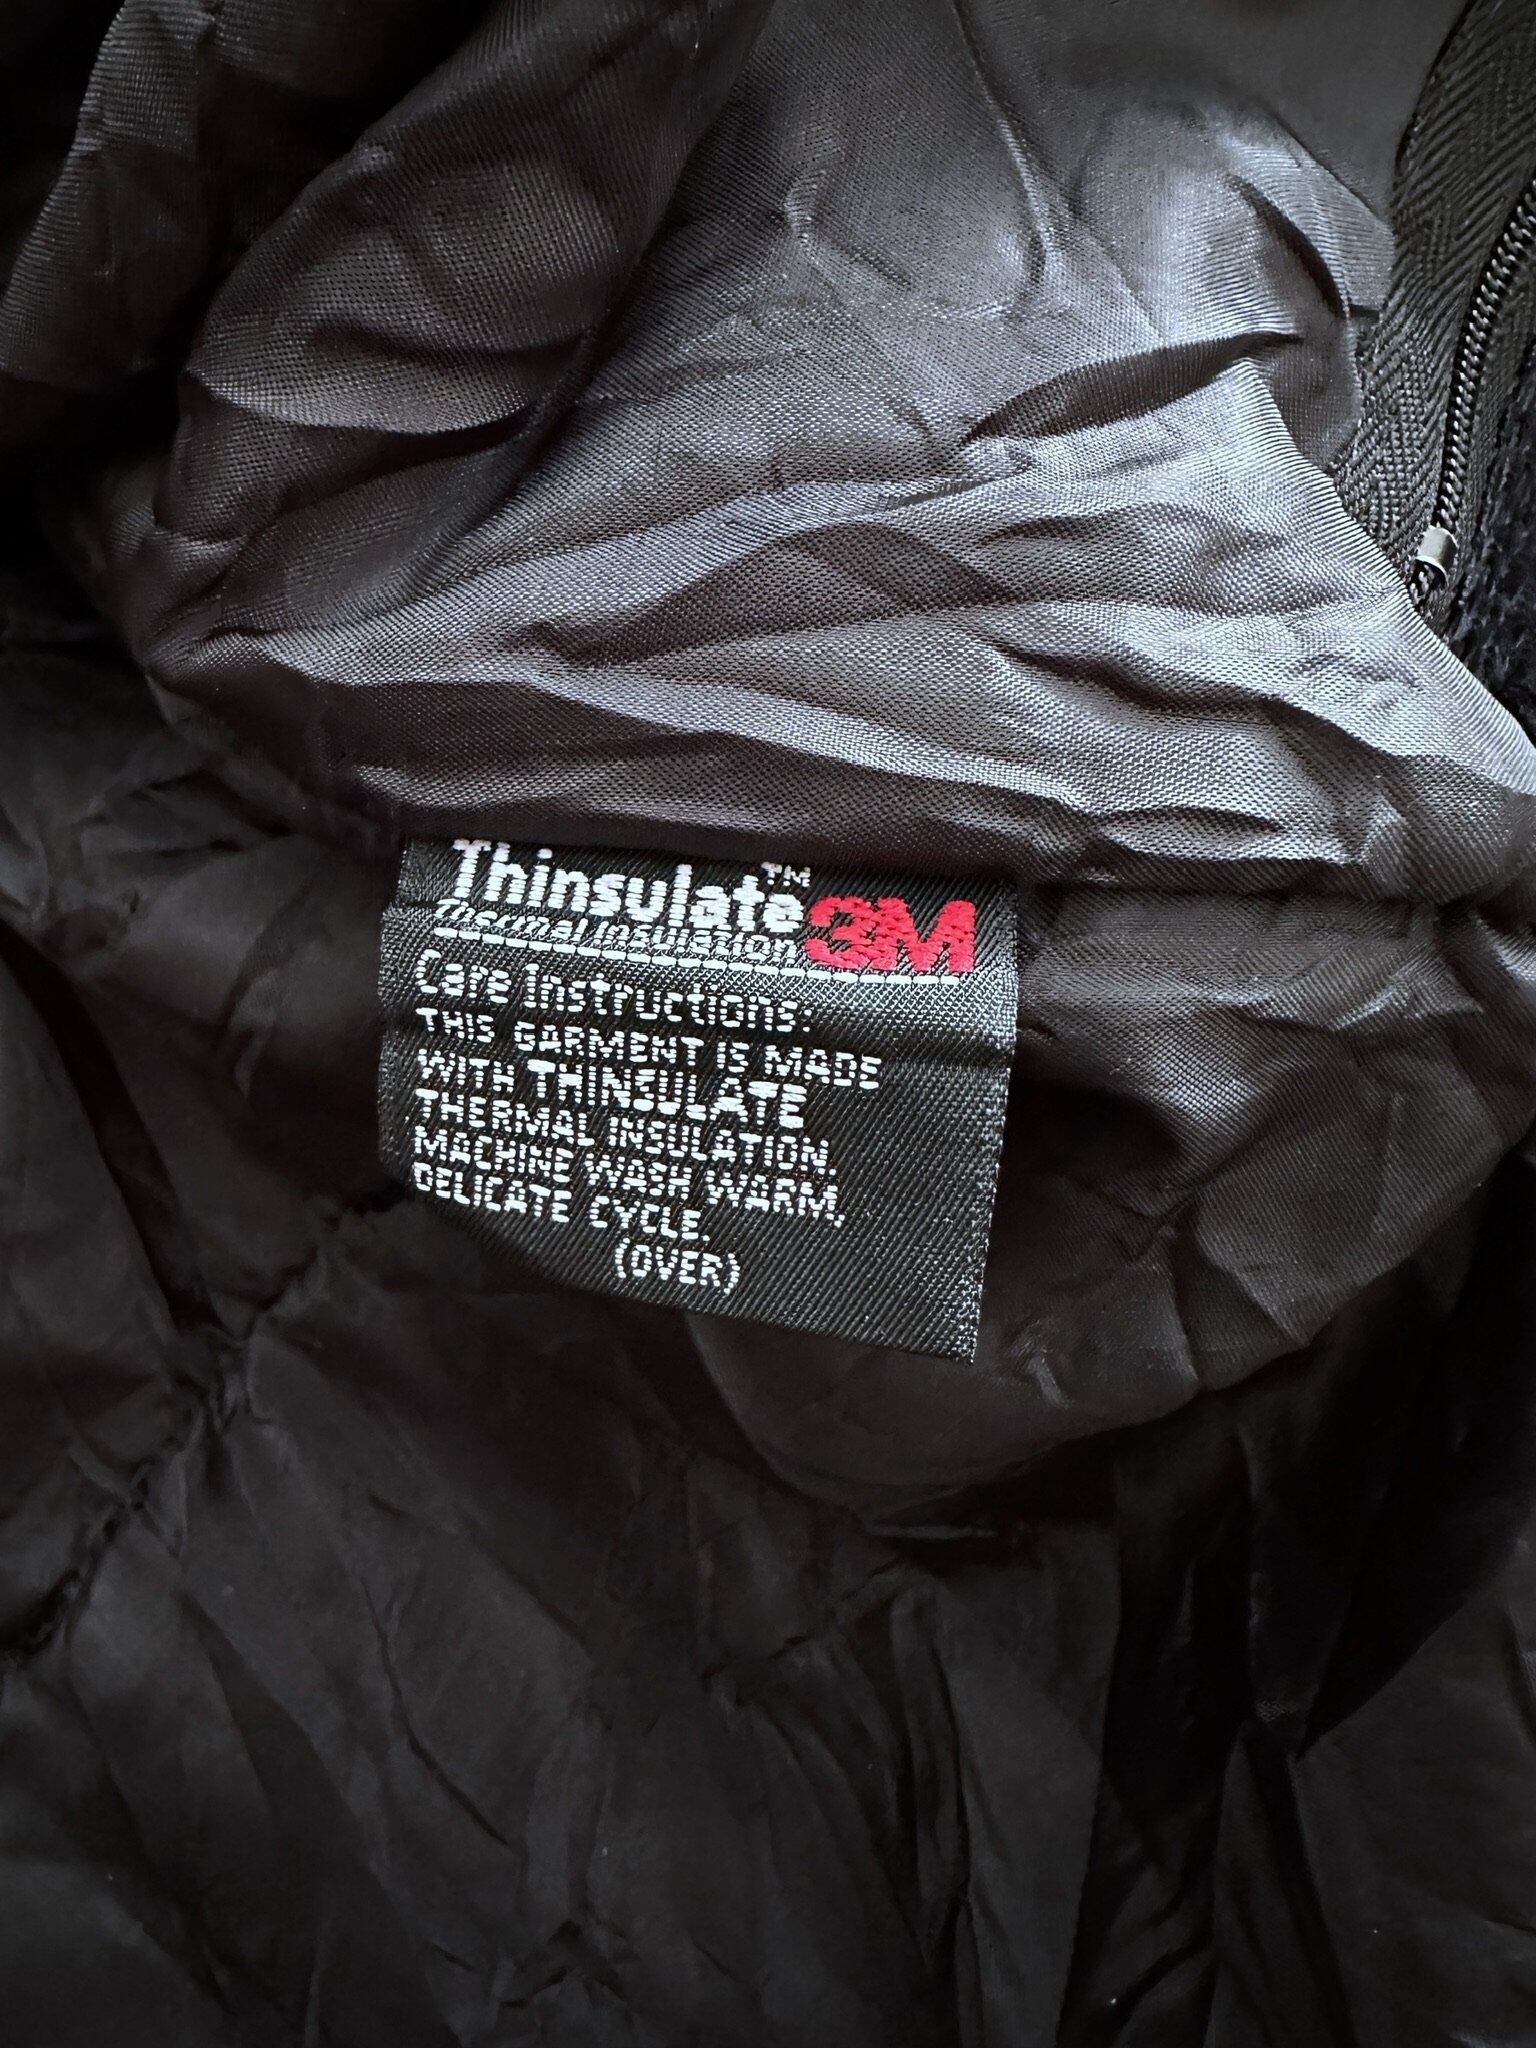 Thinsulate™ 3M
Thermal Insulation
Care Instructions:
THIS GARMENT IS MADE
WITH THINSULATE
THERMAL INSULATION.
MACHINE WASH WARM,
DELICATE CYCLE.
(OVER)